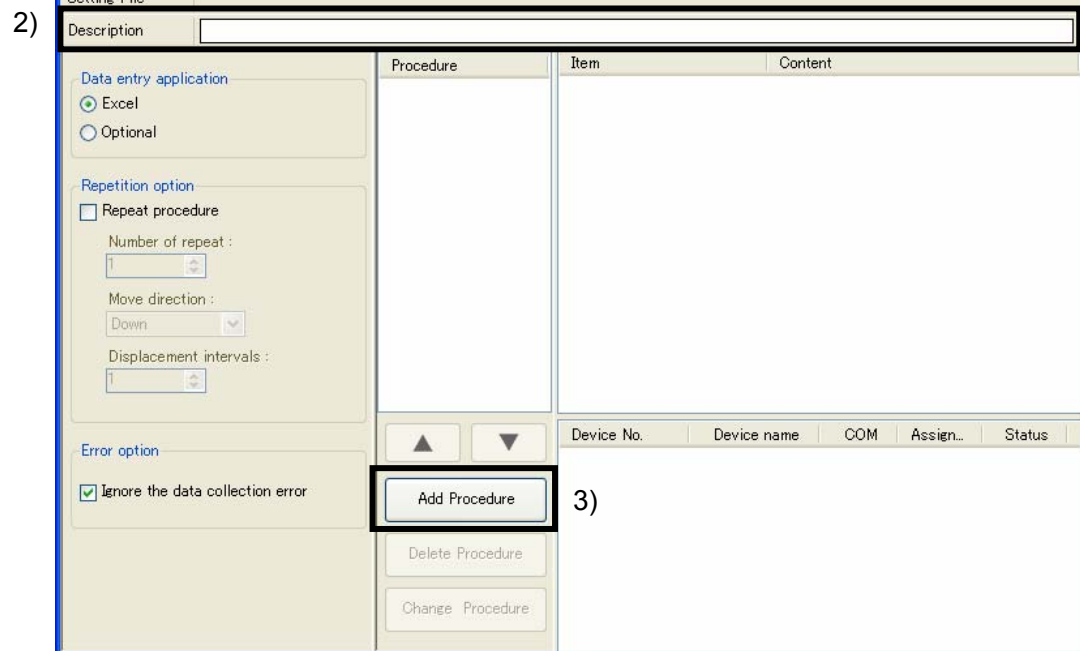 Setting File
2)
Description
Data entry application
Excel
Optional
Repetition option
Repeat procedure
Number of repeat :
1
Move direction :
Down
Displacement intervals :
1
Error option
Ignore the data collection error
Procedure
Item Content
Add Procedure
3)
Delete Procedure
Change Procedure
Device No. Device name COM Assign... Status